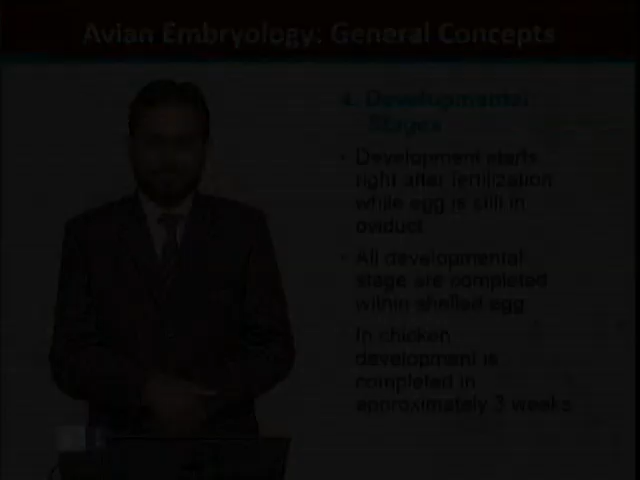 Avian Embryology: General Concepts
4. Developmental
Stages
• Development starts
right after fertilization
while egg is still in
oviduct
• All developmental
stage are completed
within shelled egg
• In chicken
development is
completed in
approximately 3 weeks